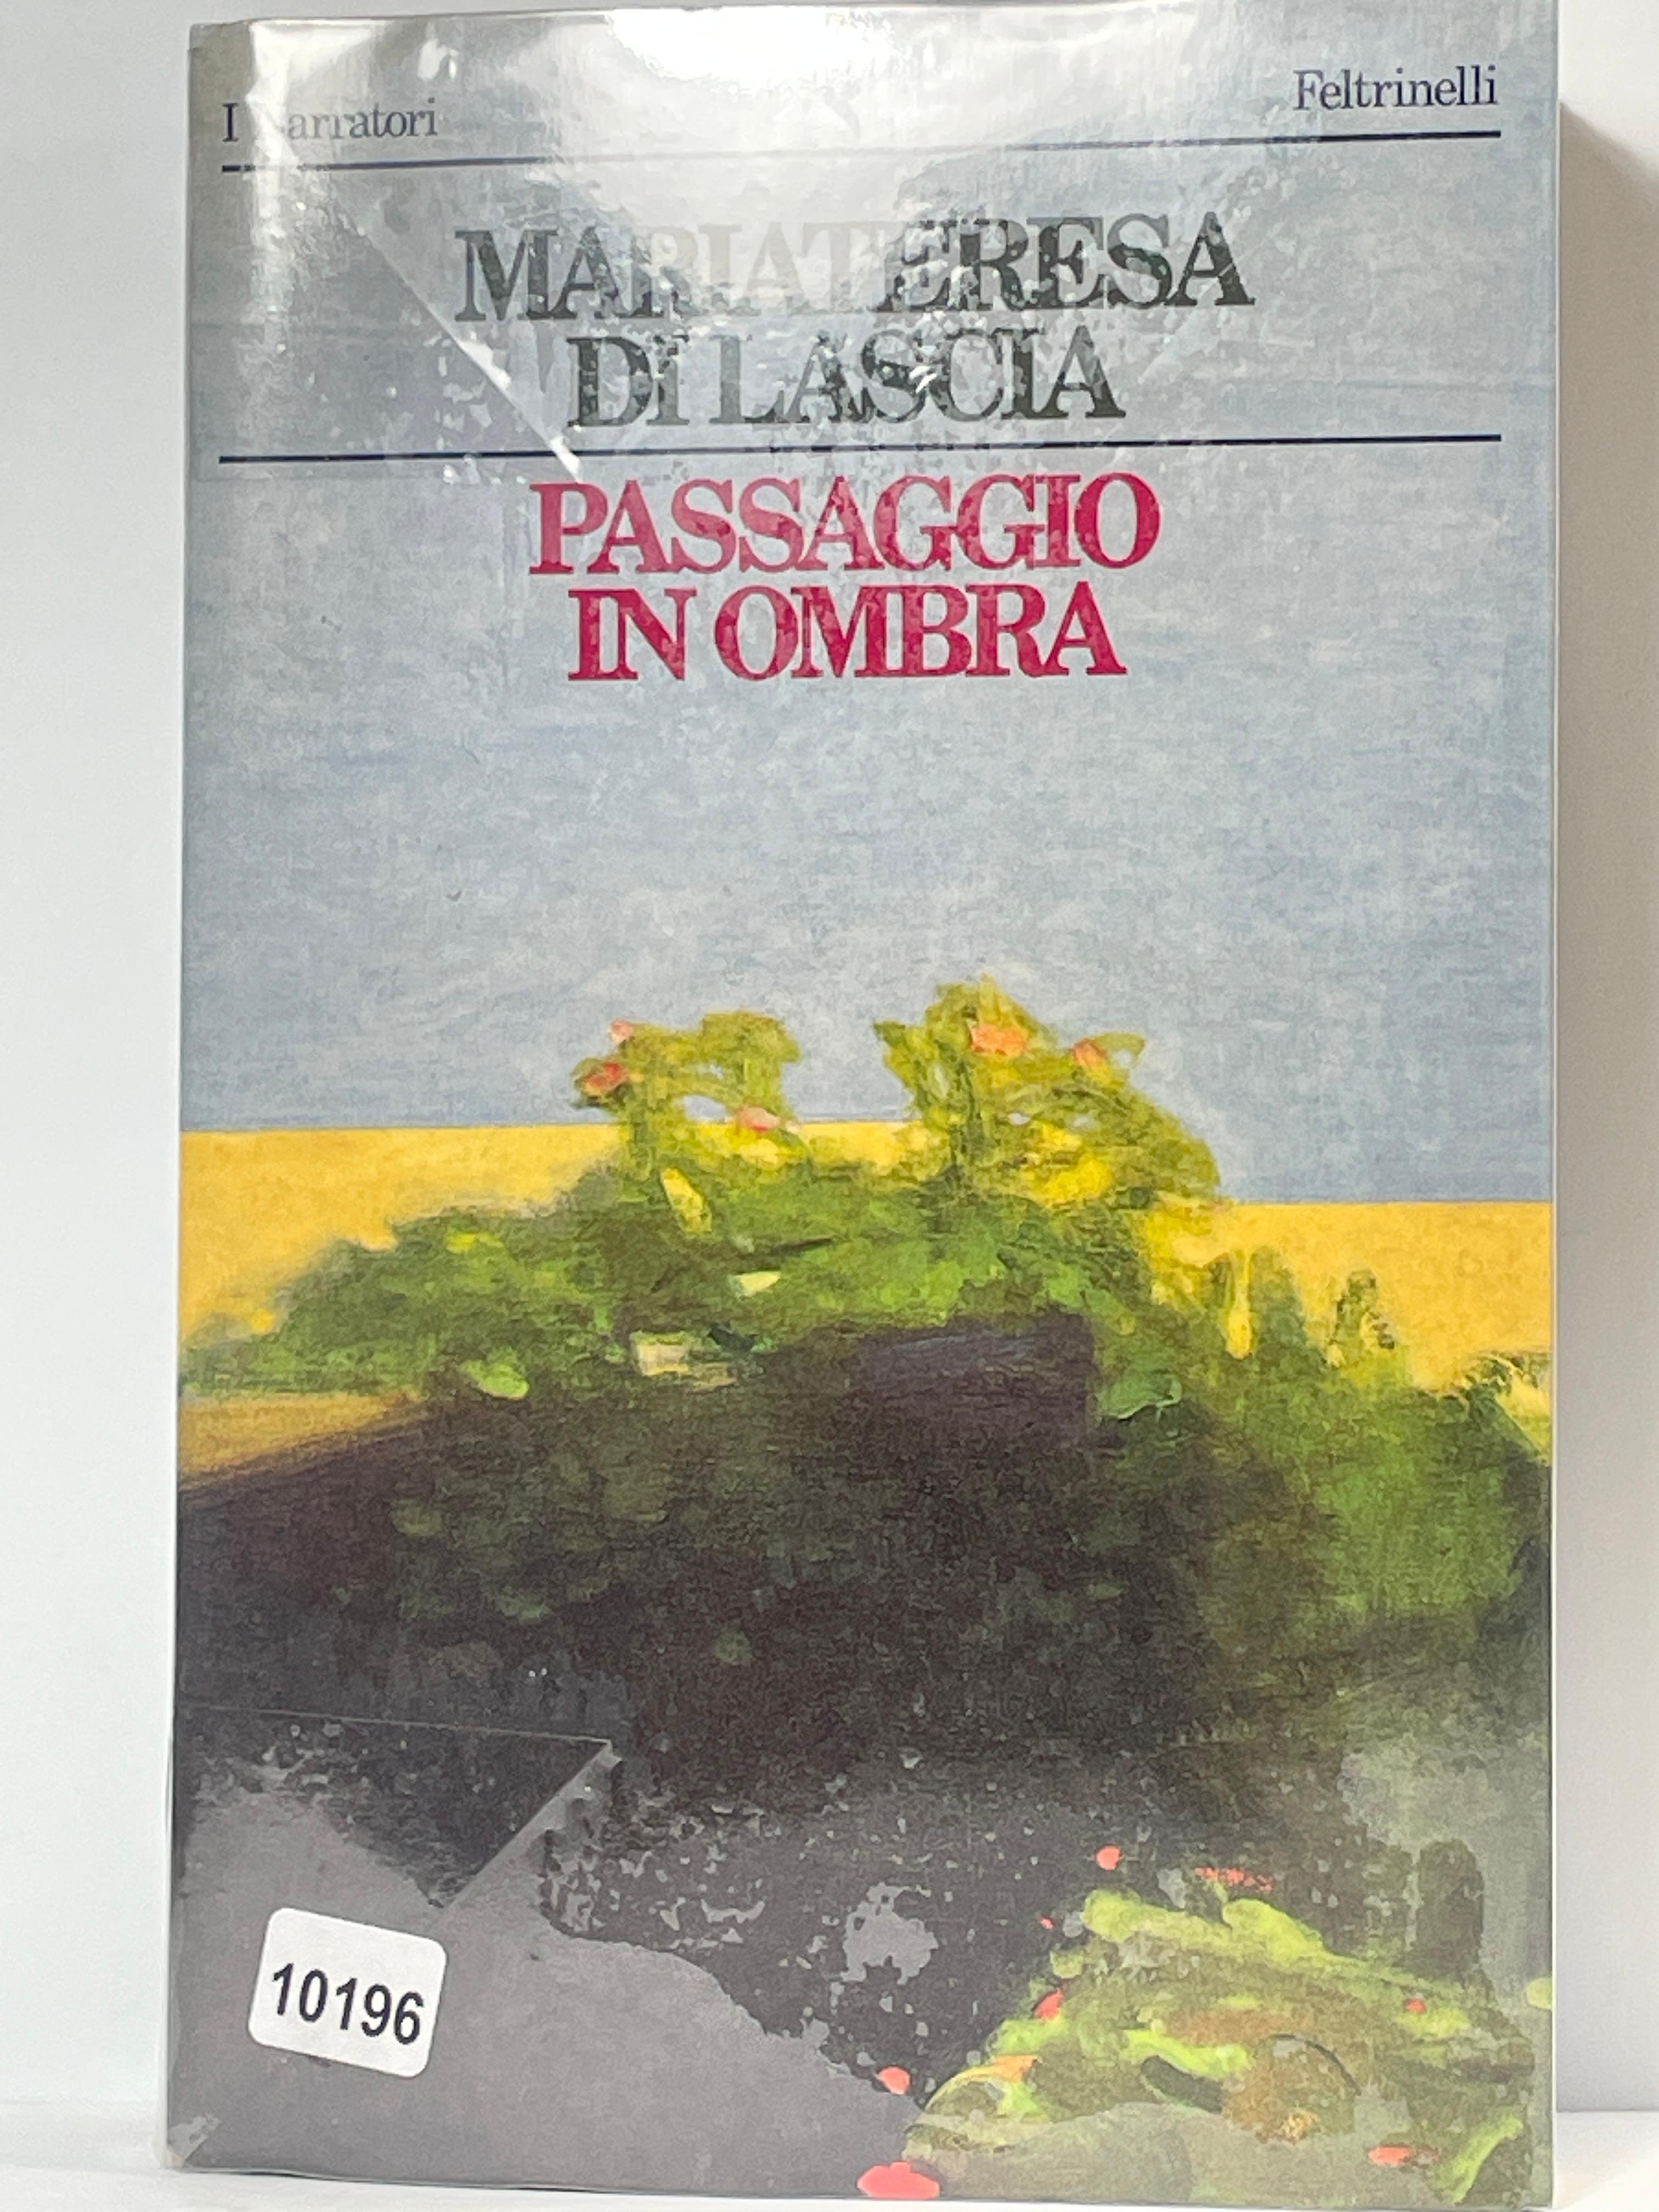 I Narratori
Feltrinelli
MARIATERESA
DI LASCIA
PASSAGGIO
IN OMBRA
10196